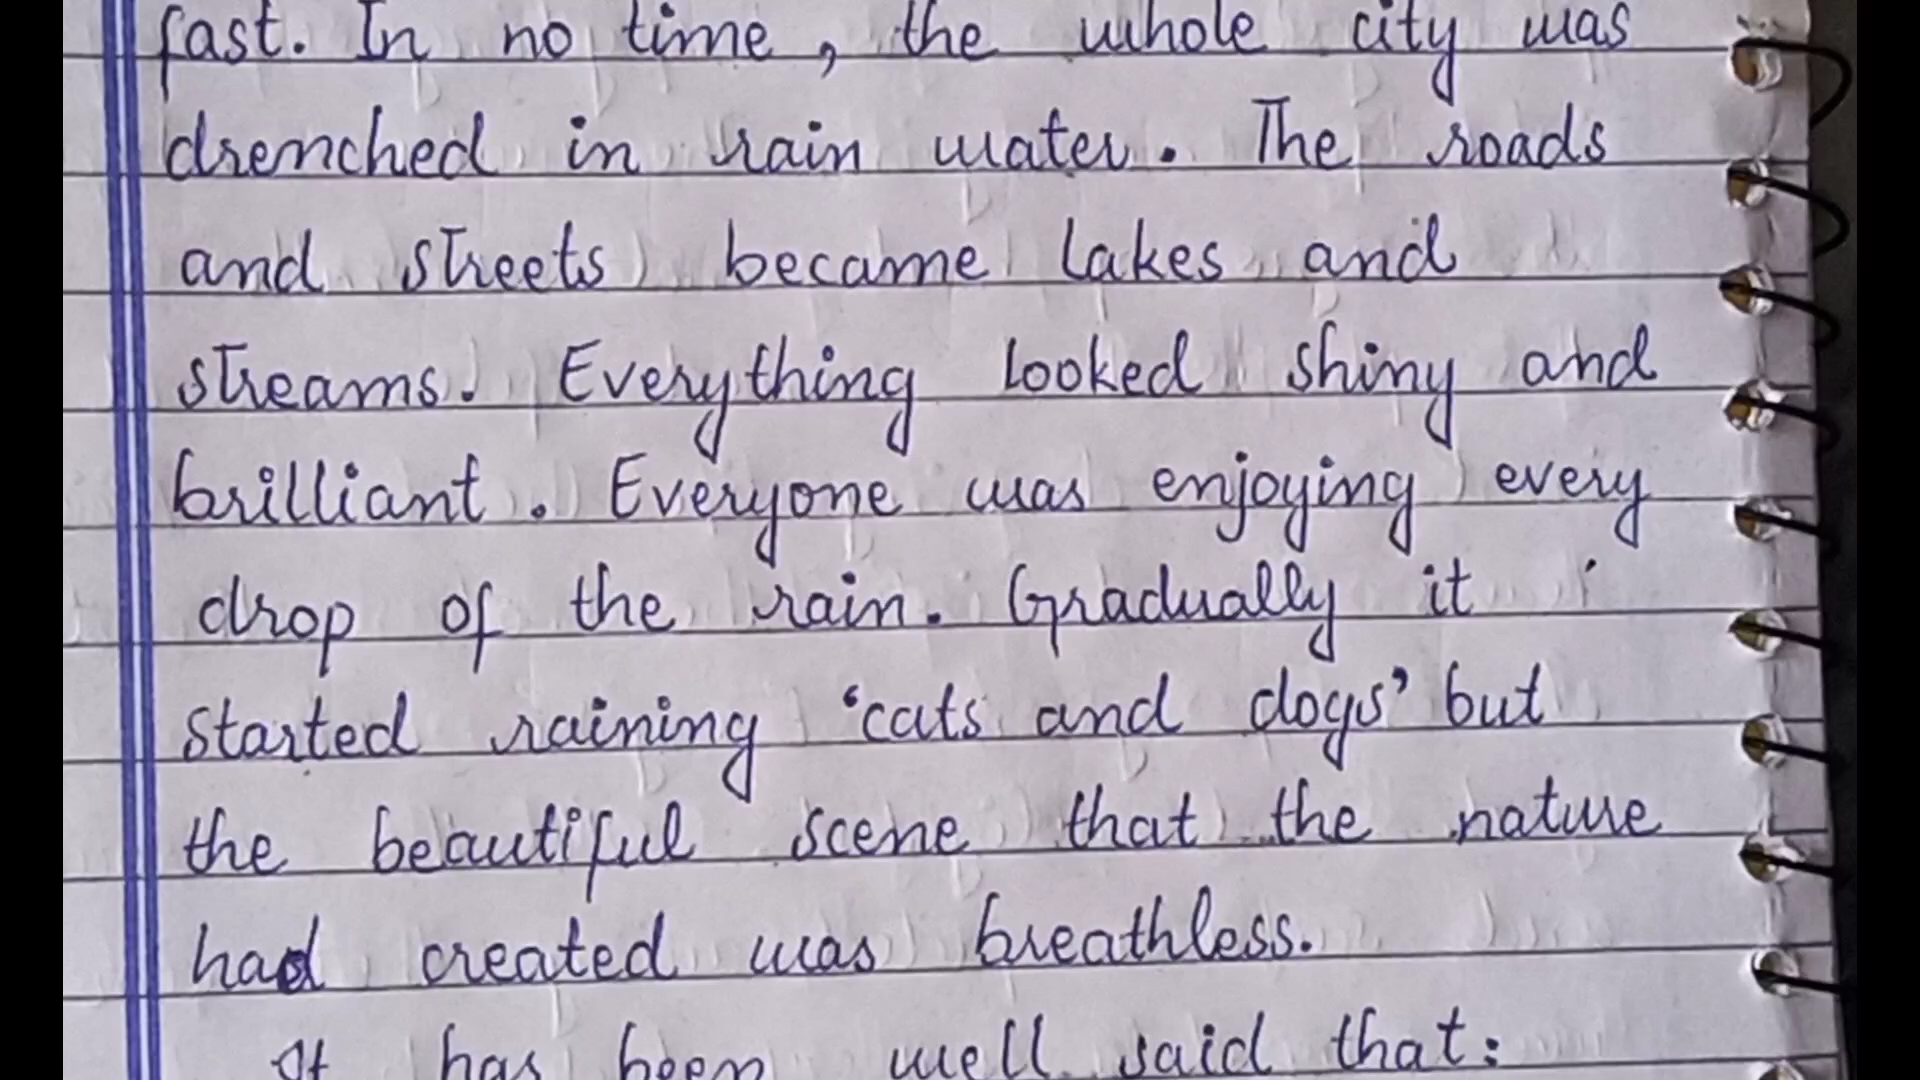 fast. In no time, the whole city was
drenched in rain water. The roads
and streets became lakes and
streams. Everything looked shiny and
brilliant. Everyone was enjoying every
drop of the rain. Gradually it
started raining 'cats and dogs' but
the beautiful scene that the nature
had created was breathless.
It has been well said that: